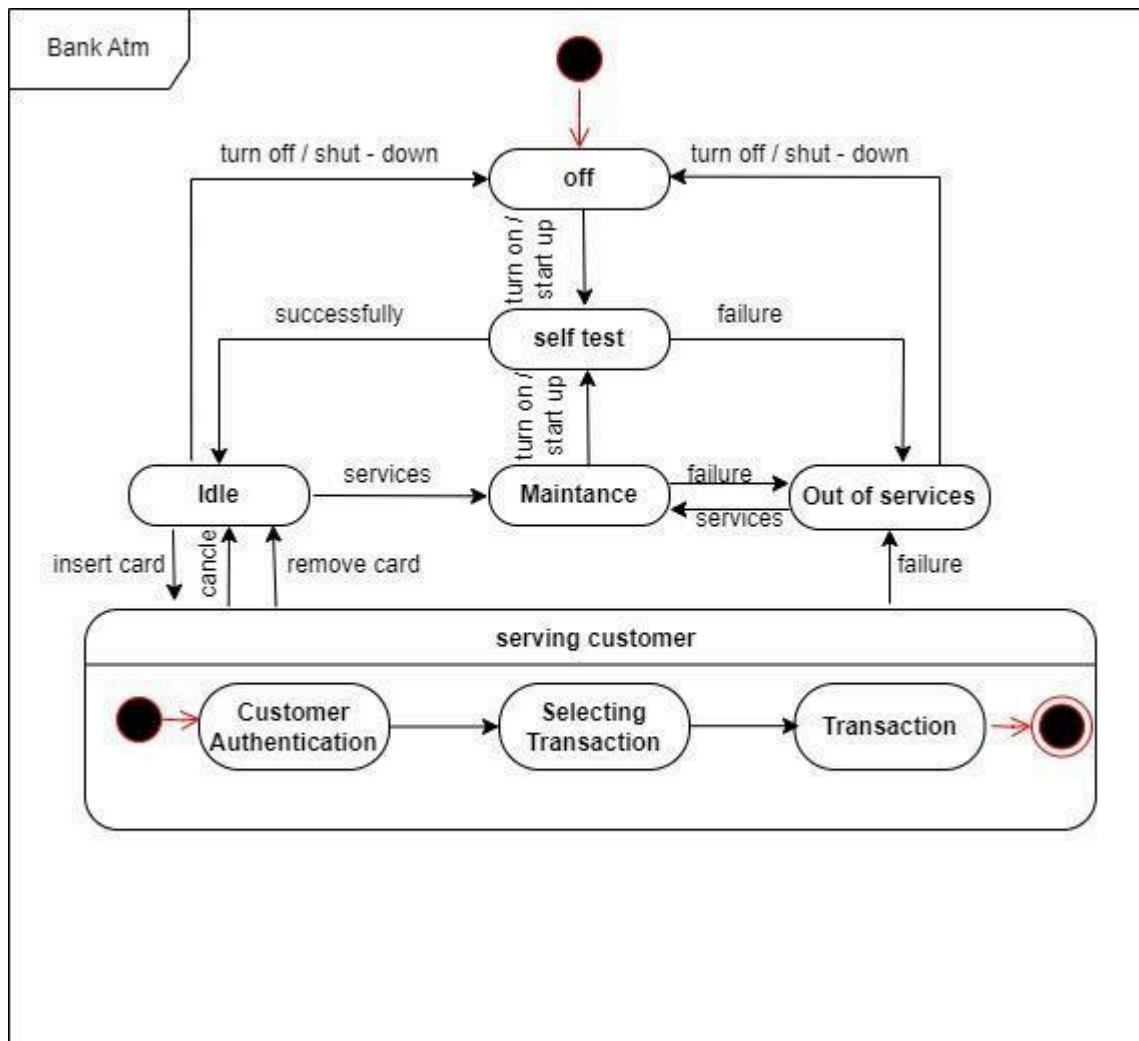 Bank Atm
turn off / shut - down
turn off / shut - down
off
turn on /
start up
successfully
self test
failure
turn on /
start up
Idle
services
Maintance
failure
services
Out of services
insert card
cancle
remove card
failure
serving customer
Customer
Authentication
Selecting
Transaction
Transaction